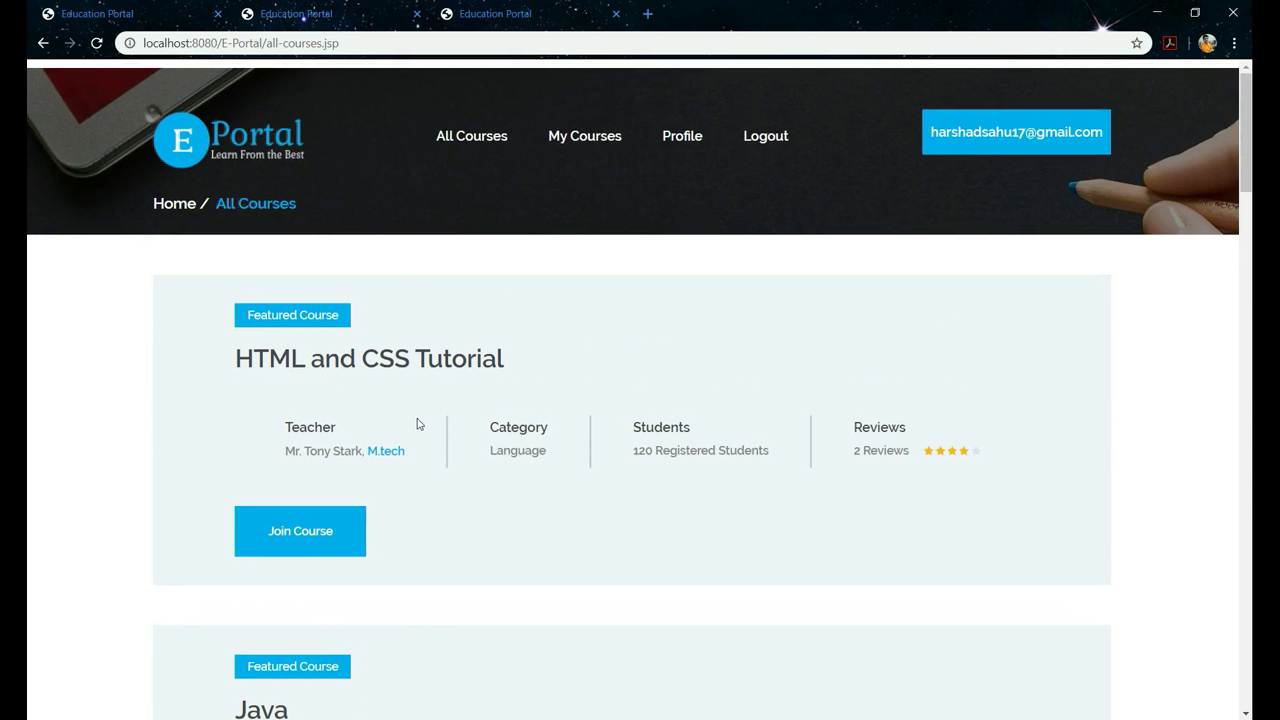 Education Portal
Education Portal
Education Portal
localhost:8080/E-Portal/all-courses.jsp
E Portal
Learn From the Best
All Courses
My Courses
Profile
Logout
harshadsahu17@gmail.com
Home / All Courses
Featured Course
HTML and CSS Tutorial
Teacher
Mr. Tony Stark, M.tech
Category
Language
Students
120 Registered Students
Reviews
2 Reviews
Join Course
Featured Course
Java